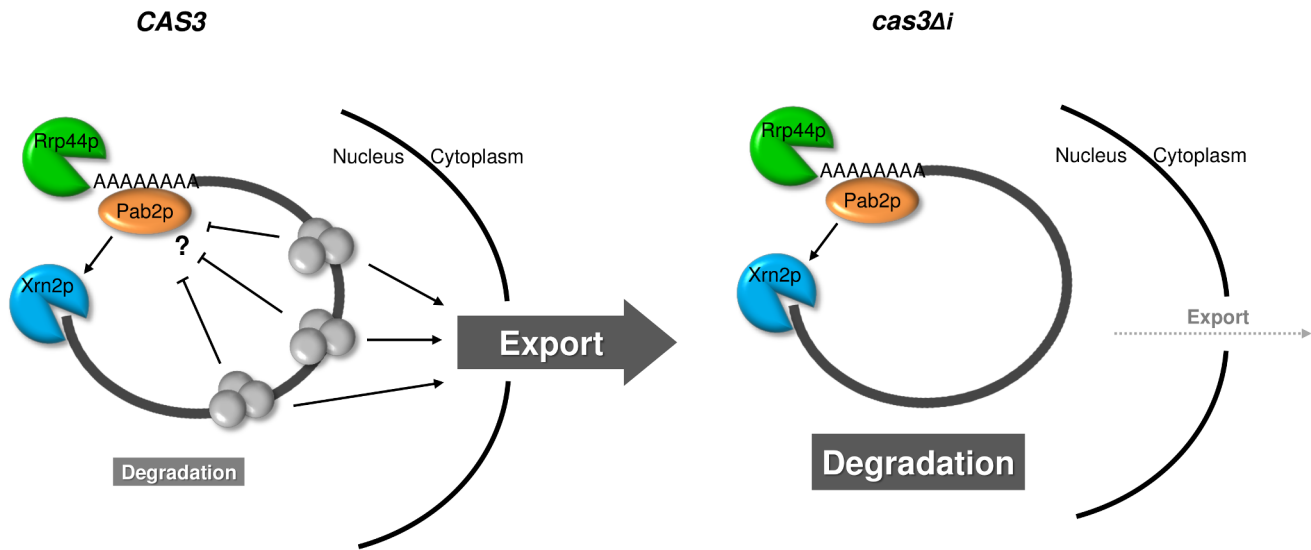 CAS3
Rrp44p
AAAAAAAA
Pab2p
?
Xrn2p
Nucleus
Cytoplasm
Export
Degradation
cas3Δi
Rrp44p
AAAAAAAA
Pab2p
Xrn2p
Nucleus
Cytoplasm
Export
Degradation